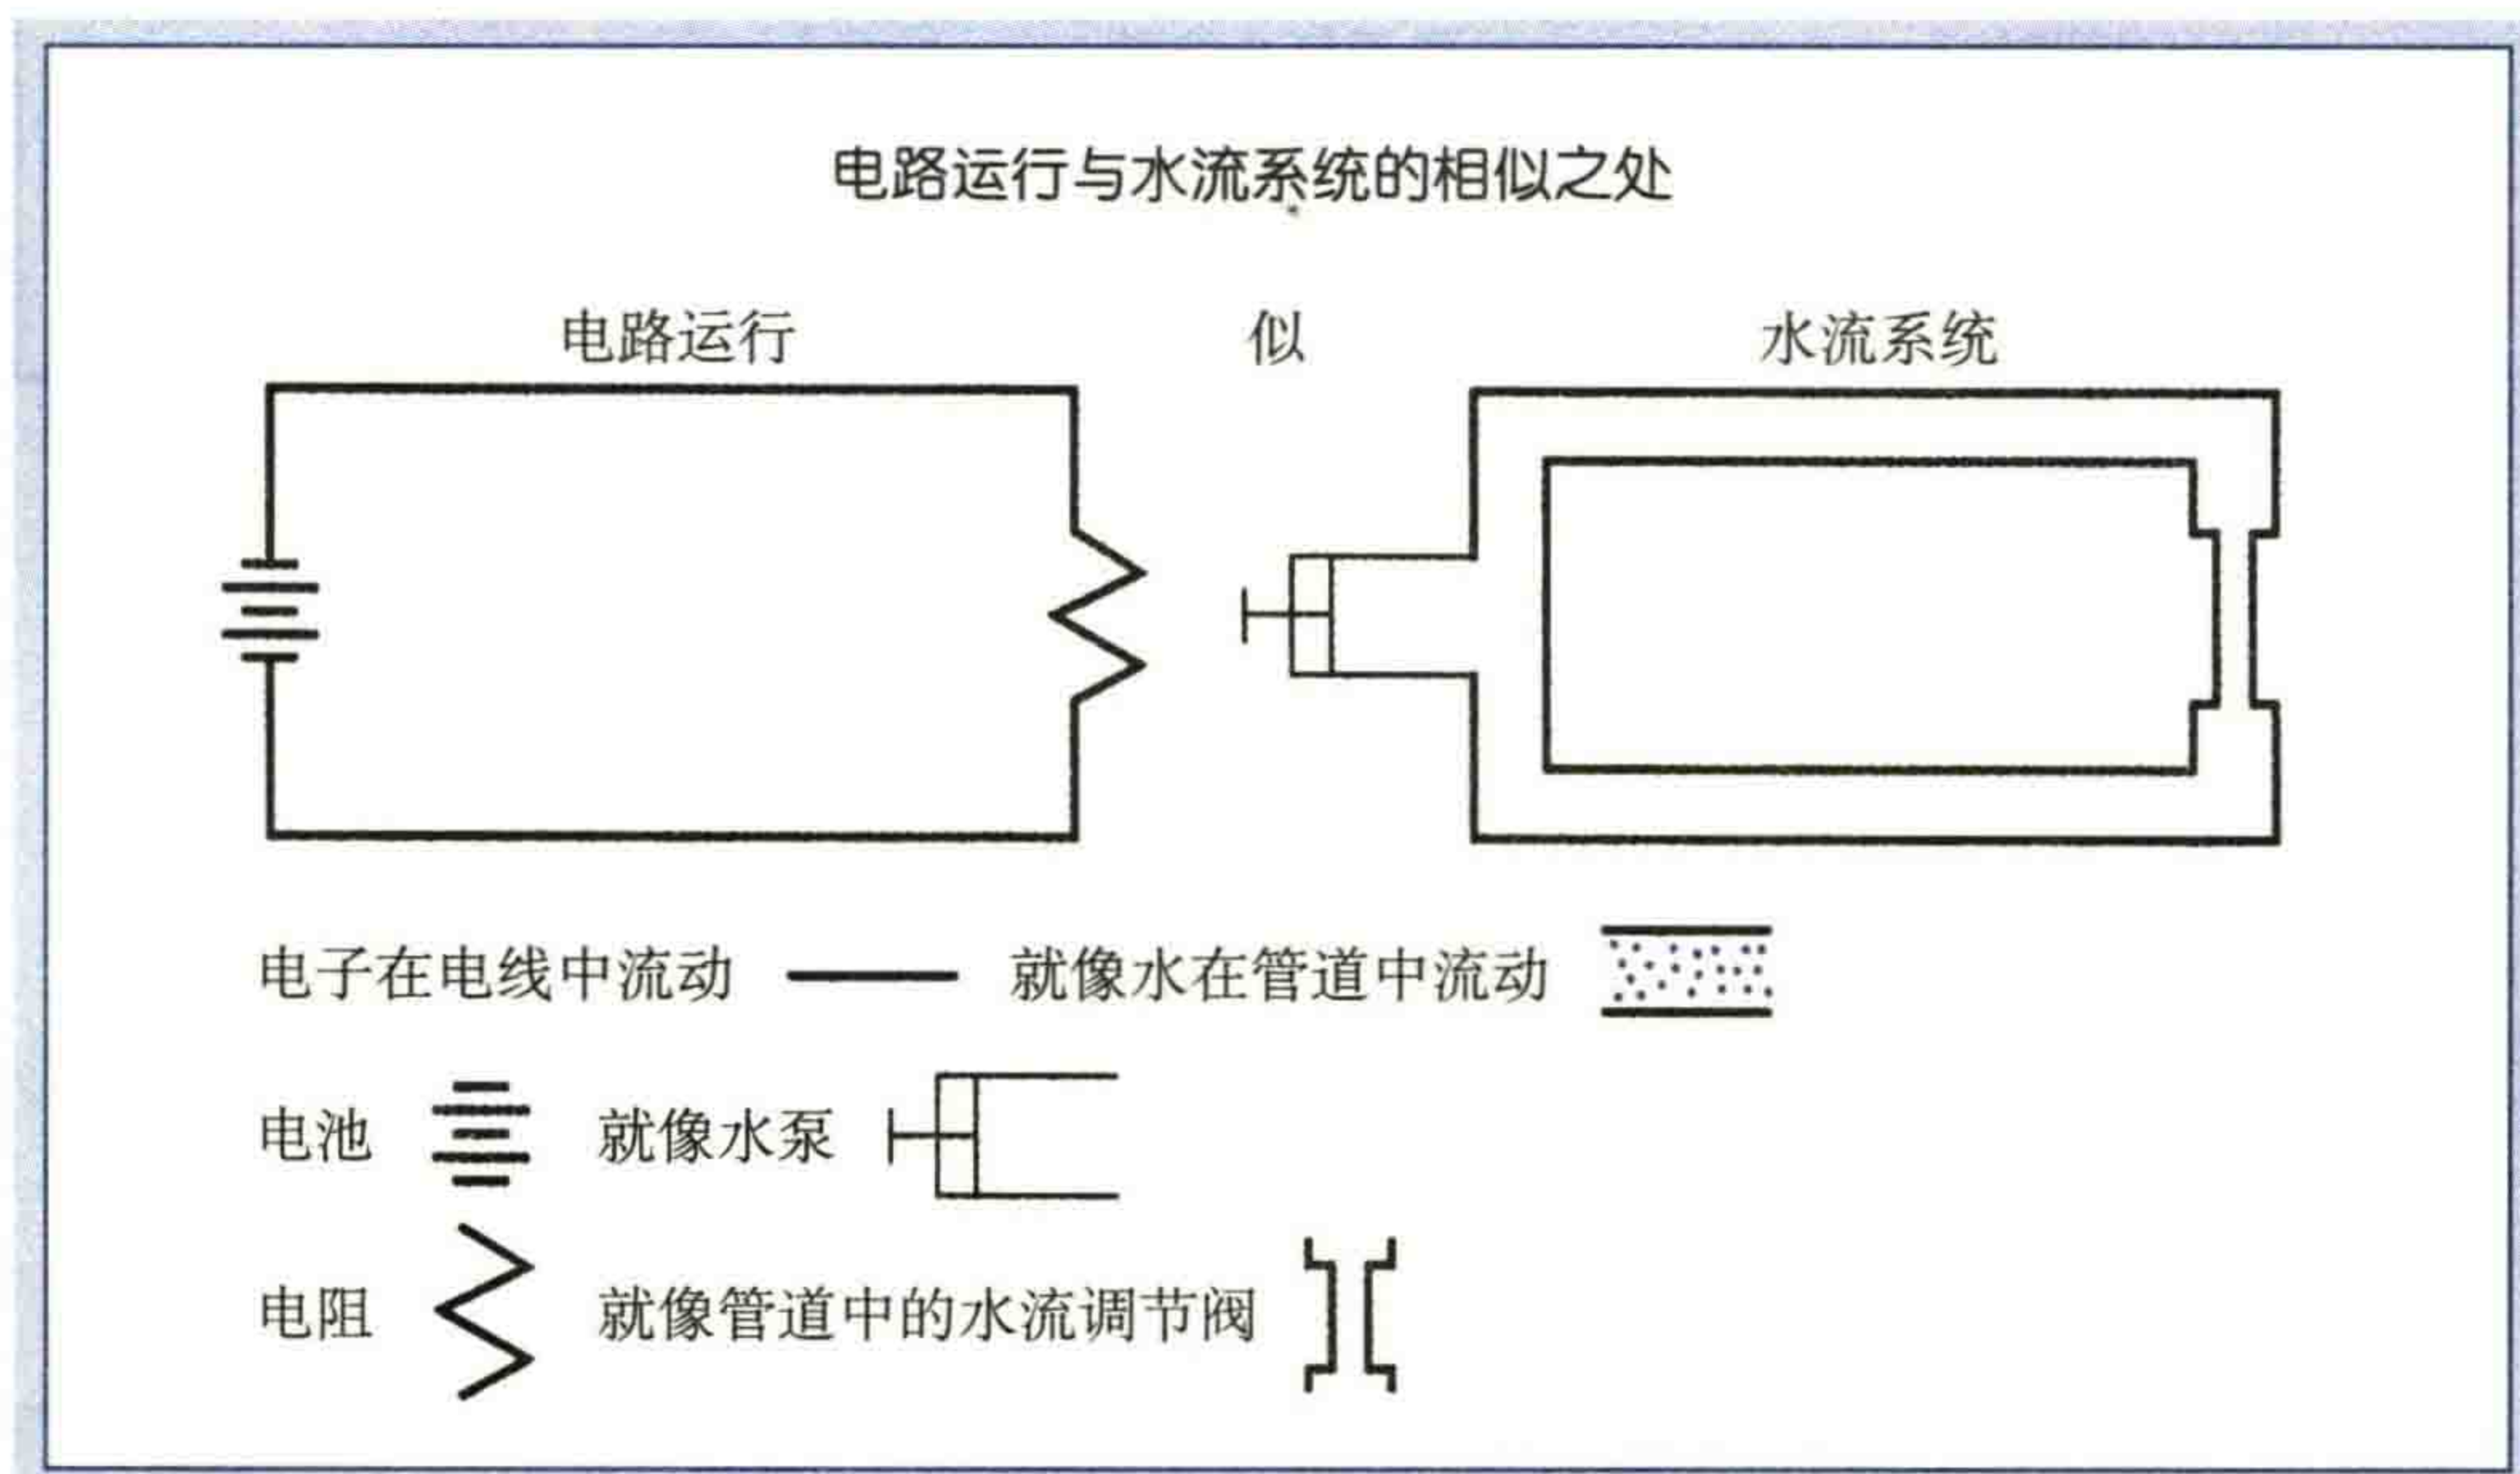 电路运行与水流系统的相似之处
电路运行 似 水流系统
电子在电线中流动 就像水在管道中流动
电池 就像水泵
电阻 就像管道中的水流调节阀